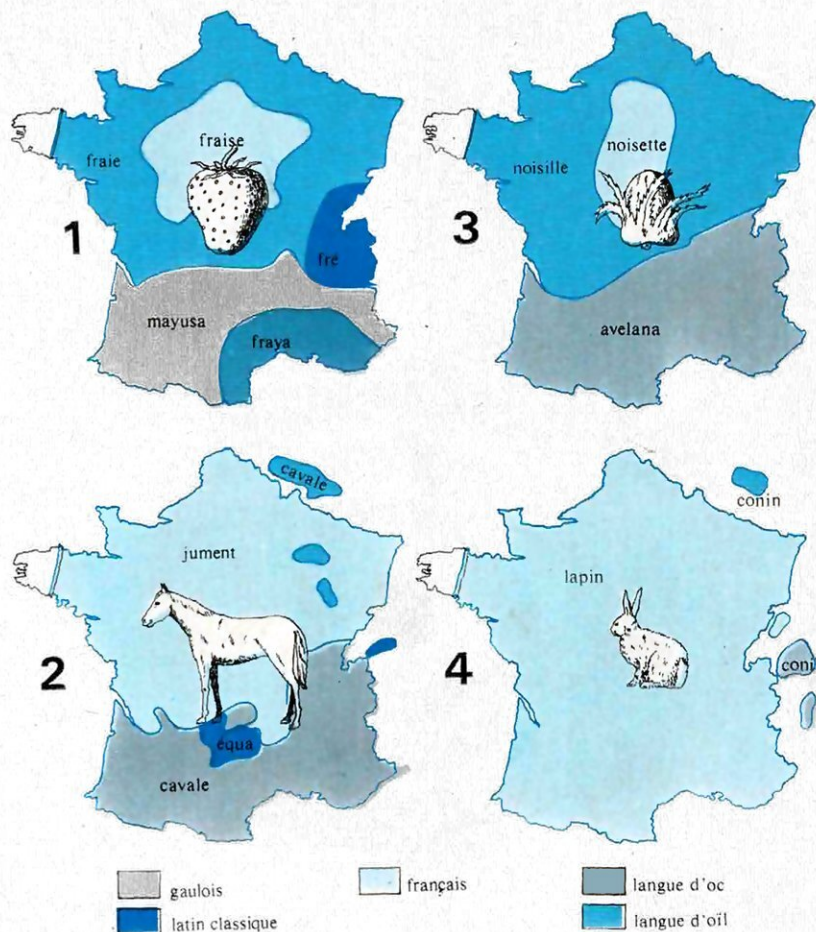 1
fraie
fraise
fré
mayusa
fraya
3
noisille
noisette
avelana
2
cavale
jument
équa
cavale
4
conin
lapin
coni
gaulois
latin classique
français
langue d'oc
langue d'oïl